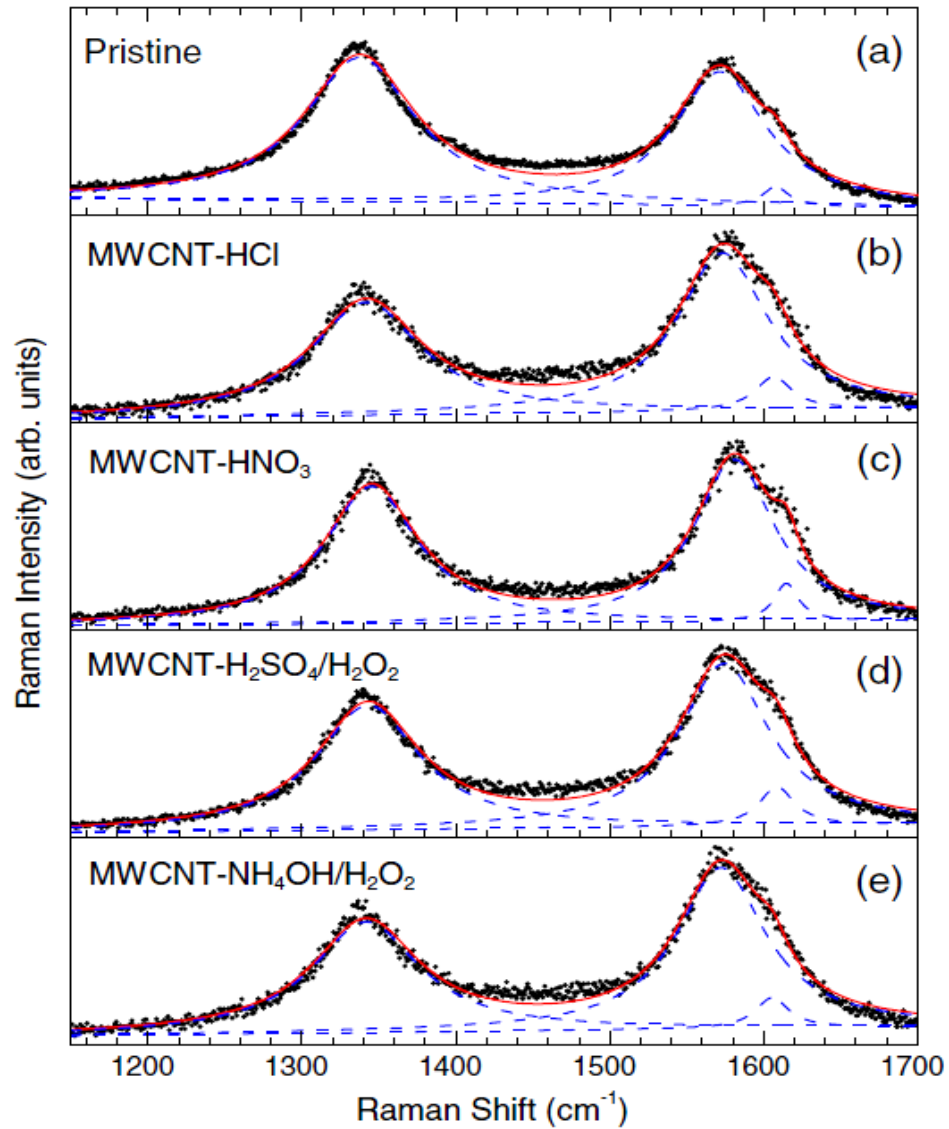 Pristine (a)
MWCNT-HCl (b)
MWCNT-HNO₃ (c)
MWCNT-H₂SO₄/H₂O₂ (d)
MWCNT-NH₄OH/H₂O₂ (e)
Raman Intensity (arb. units)
1200 1300 1400 1500 1600 1700
Raman Shift (cm⁻¹)